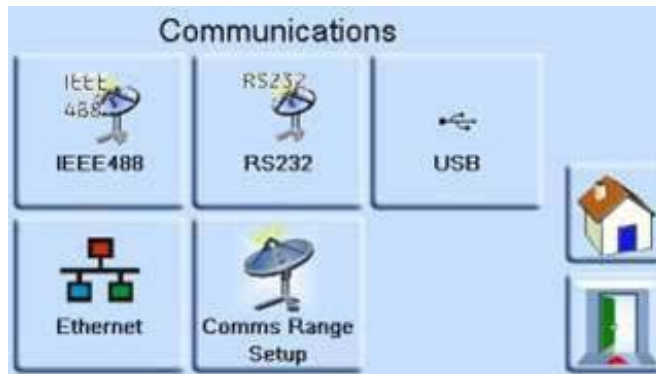 Communications
IEEE
488
IEEE488
RS232
RS232
USB
Ethernet
Comms Range
Setup